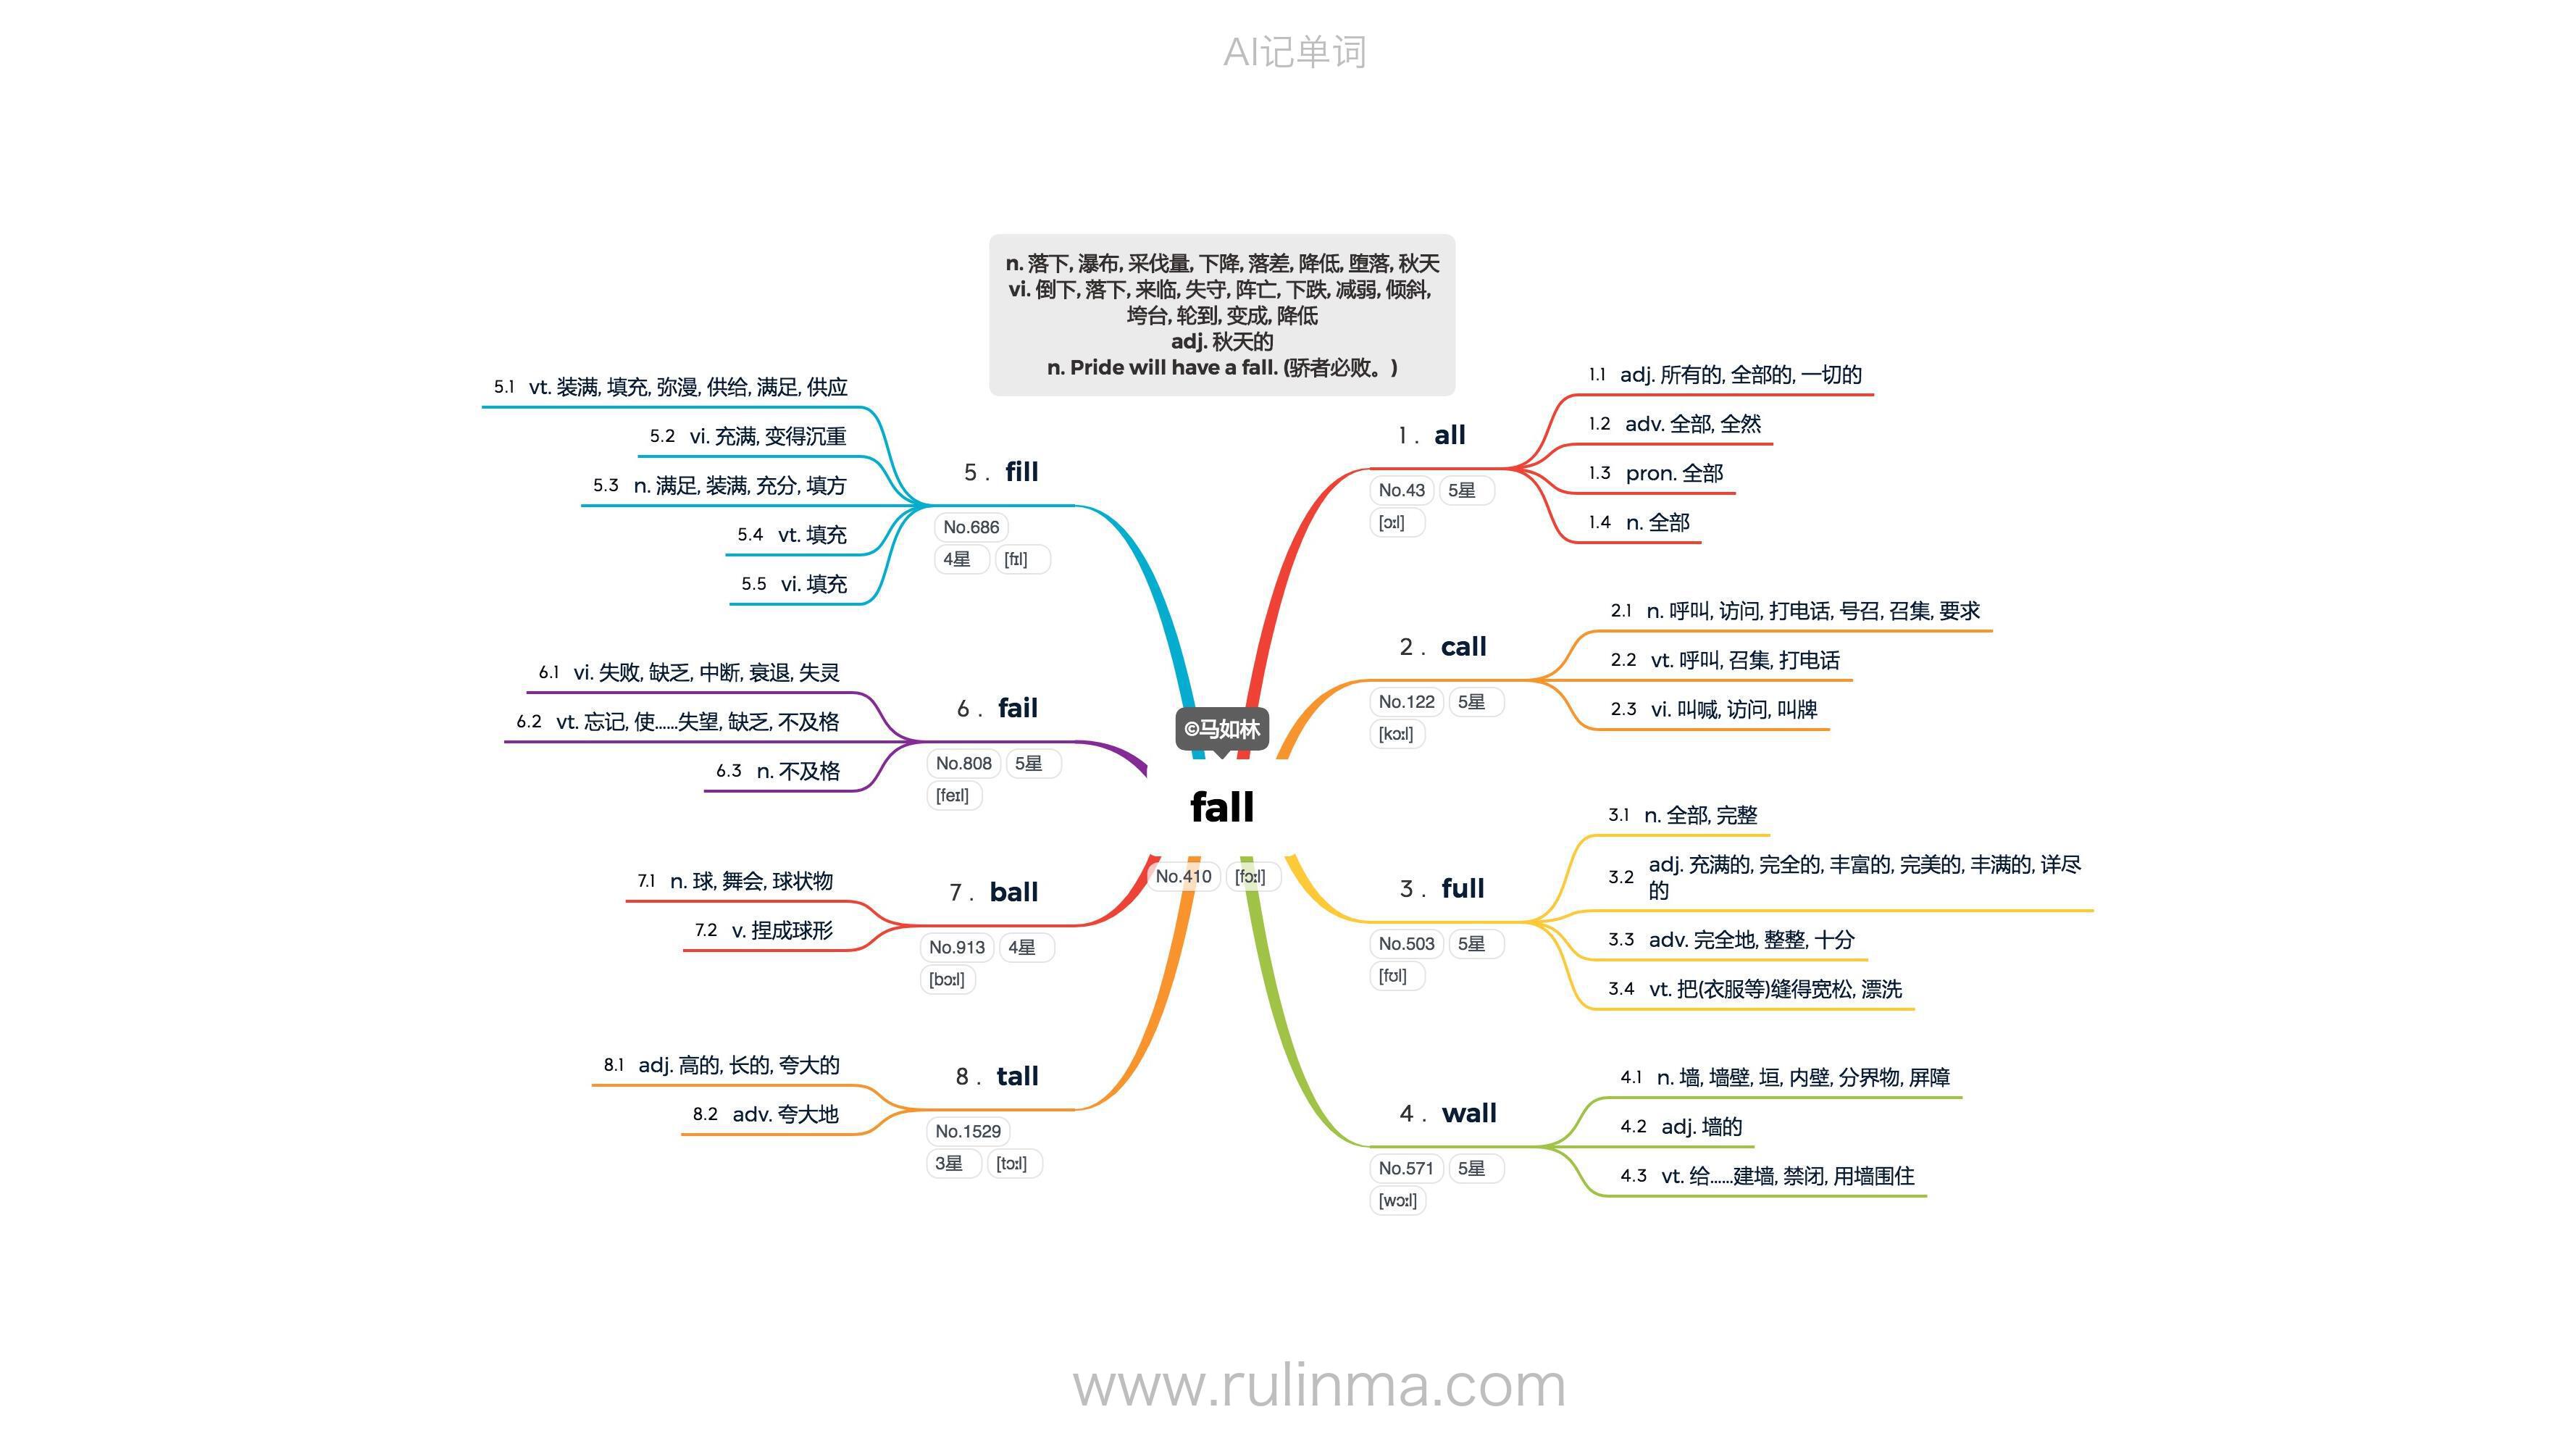 AI记单词
n. 落下, 瀑布, 采伐量, 下降, 落差, 降低, 堕落, 秋天
vi. 倒下, 落下, 来临, 失守, 阵亡, 下跌, 减弱, 倾斜,
垮台, 轮到, 变成, 降低
adj. 秋天的
n. Pride will have a fall. (骄者必败。)
©马如林
fall
No.410 [fɔːl]
1 . all
No.43 5星
[ɔːl]
1.1 adj. 所有的, 全部的, 一切的
1.2 adv. 全部, 全然
1.3 pron. 全部
1.4 n. 全部
2 . call
No.122 5星
[kɔːl]
2.1 n. 呼叫, 访问, 打电话, 号召, 召集, 要求
2.2 vt. 呼叫, 召集, 打电话
2.3 vi. 叫喊, 访问, 叫牌
3 . full
No.503 5星
[fʊl]
3.1 n. 全部, 完整
3.2 adj. 充满的, 完全的, 丰富的, 完美的, 丰满的, 详尽
的
3.3 adv. 完全地, 整整, 十分
3.4 vt. 把(衣服等)缝得宽松, 漂洗
4 . wall
No.571 5星
[wɔːl]
4.1 n. 墙, 墙壁, 垣, 内壁, 分界物, 屏障
4.2 adj. 墙的
4.3 vt. 给......建墙, 禁闭, 用墙围住
5 . fill
No.686
4星 [fɪl]
5.1 vt. 装满, 填充, 弥漫, 供给, 满足, 供应
5.2 vi. 充满, 变得沉重
5.3 n. 满足, 装满, 充分, 填方
5.4 vt. 填充
5.5 vi. 填充
6 . fail
No.808 5星
[feɪl]
6.1 vi. 失败, 缺乏, 中断, 衰退, 失灵
6.2 vt. 忘记, 使......失望, 缺乏, 不及格
6.3 n. 不及格
7 . ball
No.913 4星
[bɔːl]
7.1 n. 球, 舞会, 球状物
7.2 v. 捏成球形
8 . tall
No.1529
3星 [tɔːl]
8.1 adj. 高的, 长的, 夸大的
8.2 adv. 夸大地
www.rulinma.com